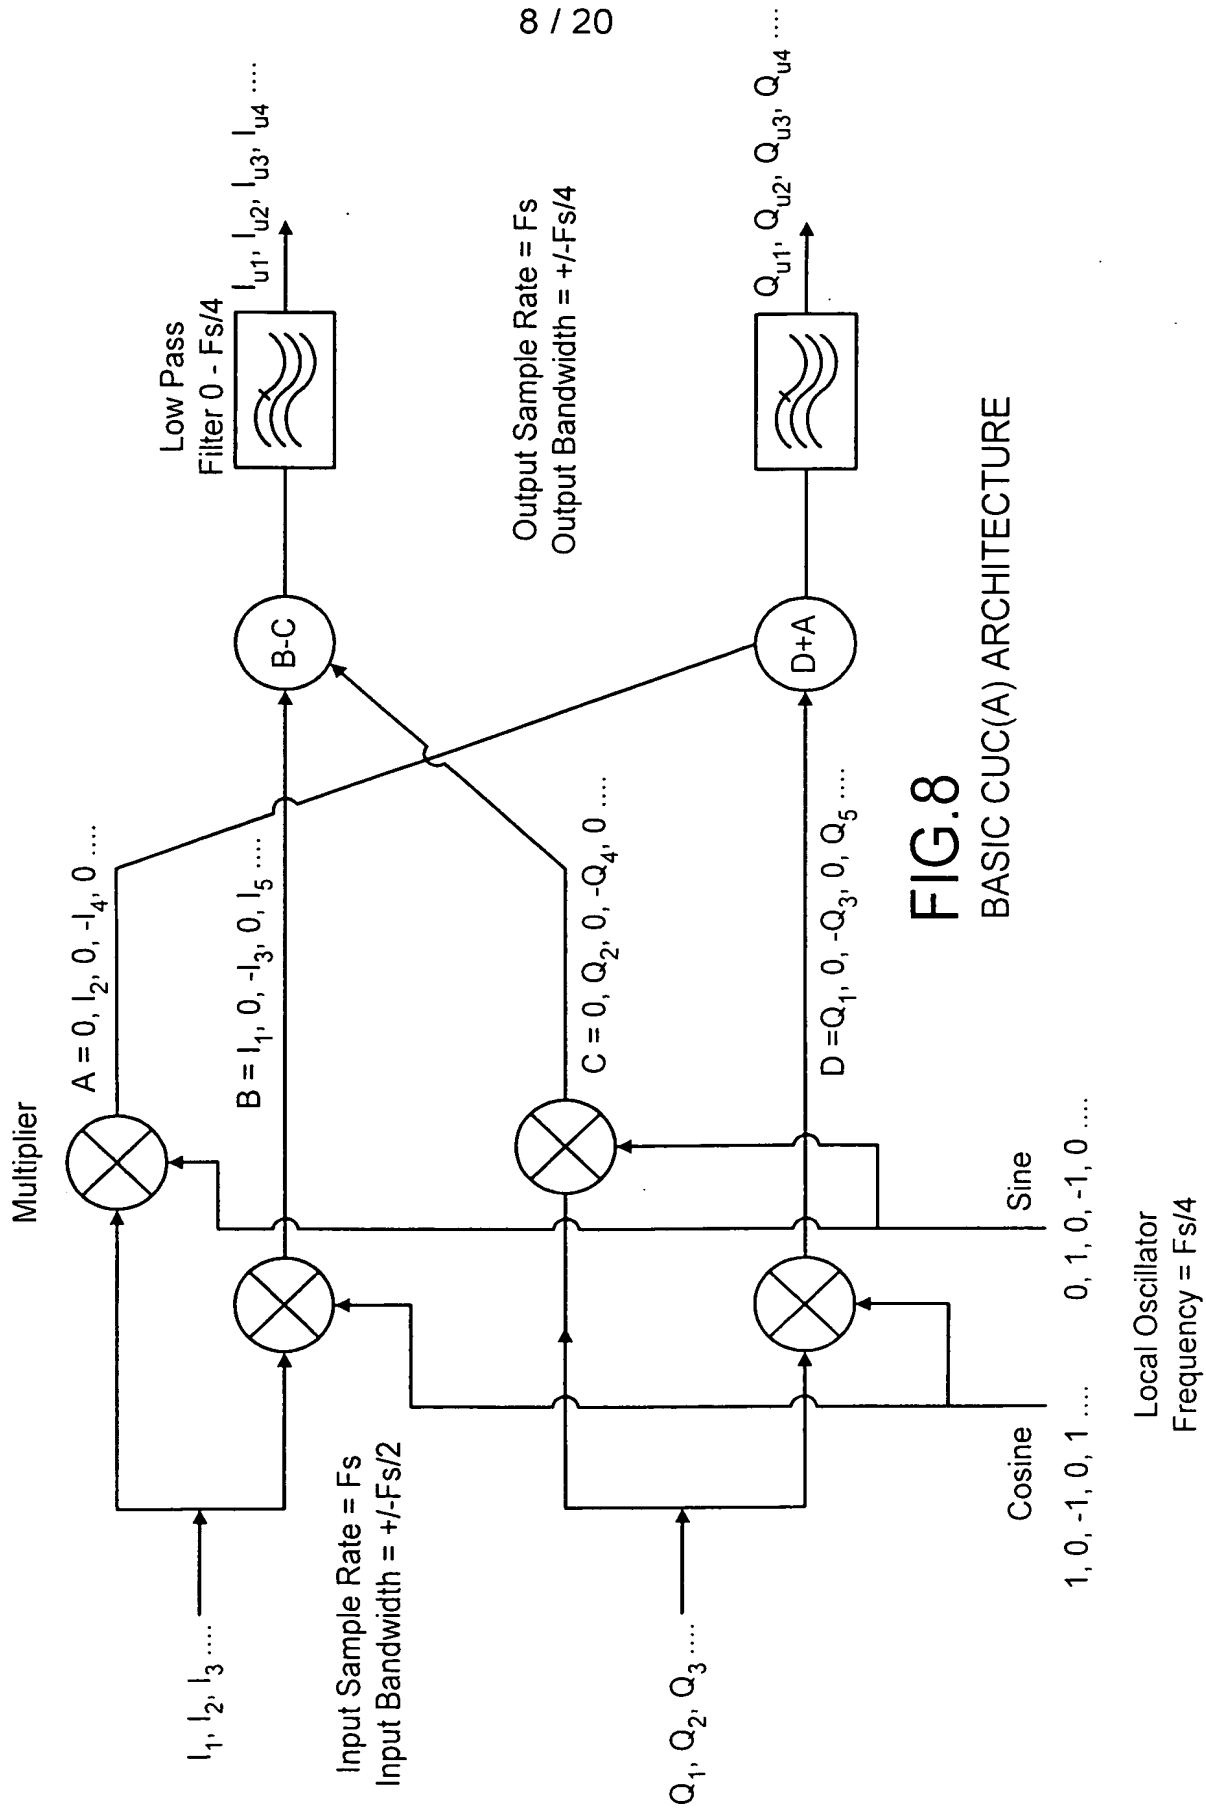 8 / 20
Multiplier
I₁, I₂, I₃ ....
Input Sample Rate = Fs
Input Bandwidth = +/-Fs/2
Q₁, Q₂, Q₃ ....
A = 0, I₂, 0, -I₄, 0 ....
B = I₁, 0, -I₃, 0, I₅ ....
C = 0, Q₂, 0, -Q₄, 0 ....
D =Q₁, 0, -Q₃, 0, Q₅ ....
B-C
D+A
Low Pass
Filter 0 - Fs/4
Iᵤ₁, Iᵤ₂, Iᵤ₃, Iᵤ₄ ....
Output Sample Rate = Fs
Output Bandwidth = +/-Fs/4
Qᵤ₁, Qᵤ₂, Qᵤ₃, Qᵤ₄ ....
Cosine
1, 0, -1, 0, 1 ....
Sine
0, 1, 0, -1, 0 ....
Local Oscillator
Frequency = Fs/4
FIG.8
BASIC CUC(A) ARCHITECTURE